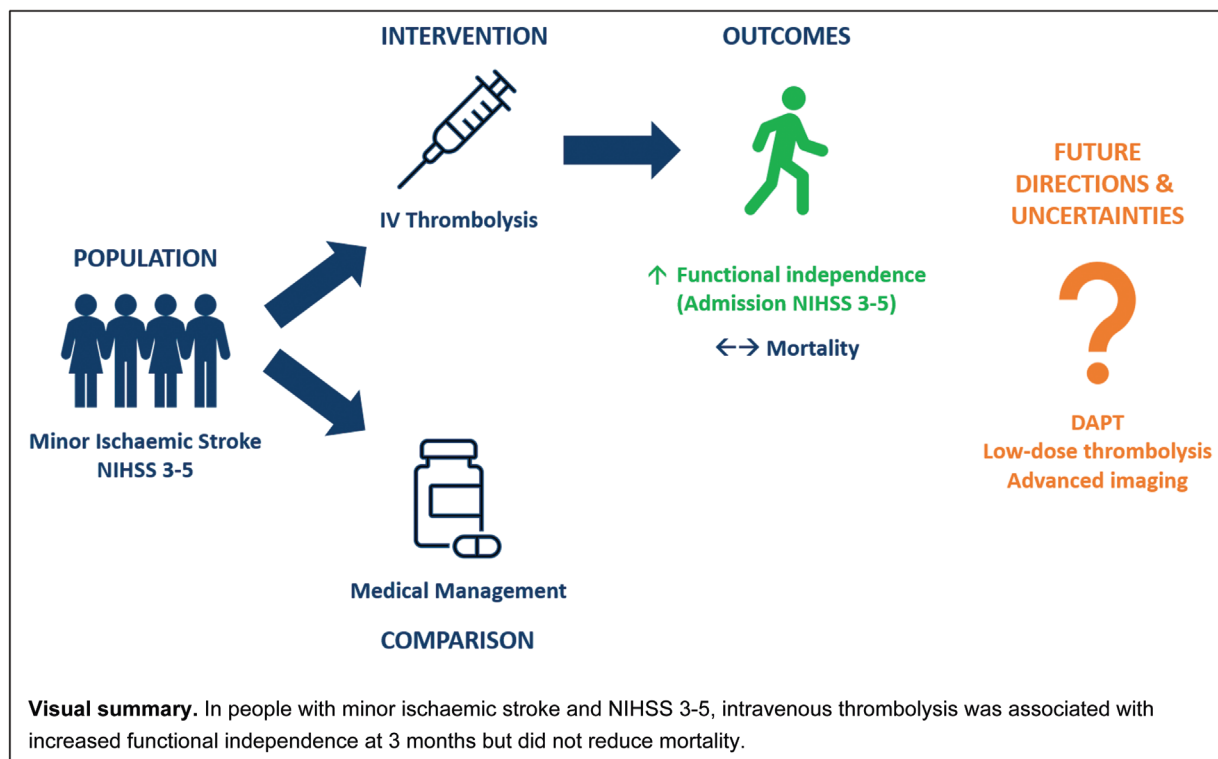 INTERVENTION
IV Thrombolysis
OUTCOMES
↑ Functional independence
(Admission NIHSS 3-5)
←→ Mortality
FUTURE
DIRECTIONS &
UNCERTAINTIES
?
DAPT
Low-dose thrombolysis
Advanced imaging
POPULATION
Minor Ischaemic Stroke
NIHSS 3-5
Medical Management
COMPARISON
Visual summary. In people with minor ischaemic stroke and NIHSS 3-5, intravenous thrombolysis was associated with
increased functional independence at 3 months but did not reduce mortality.